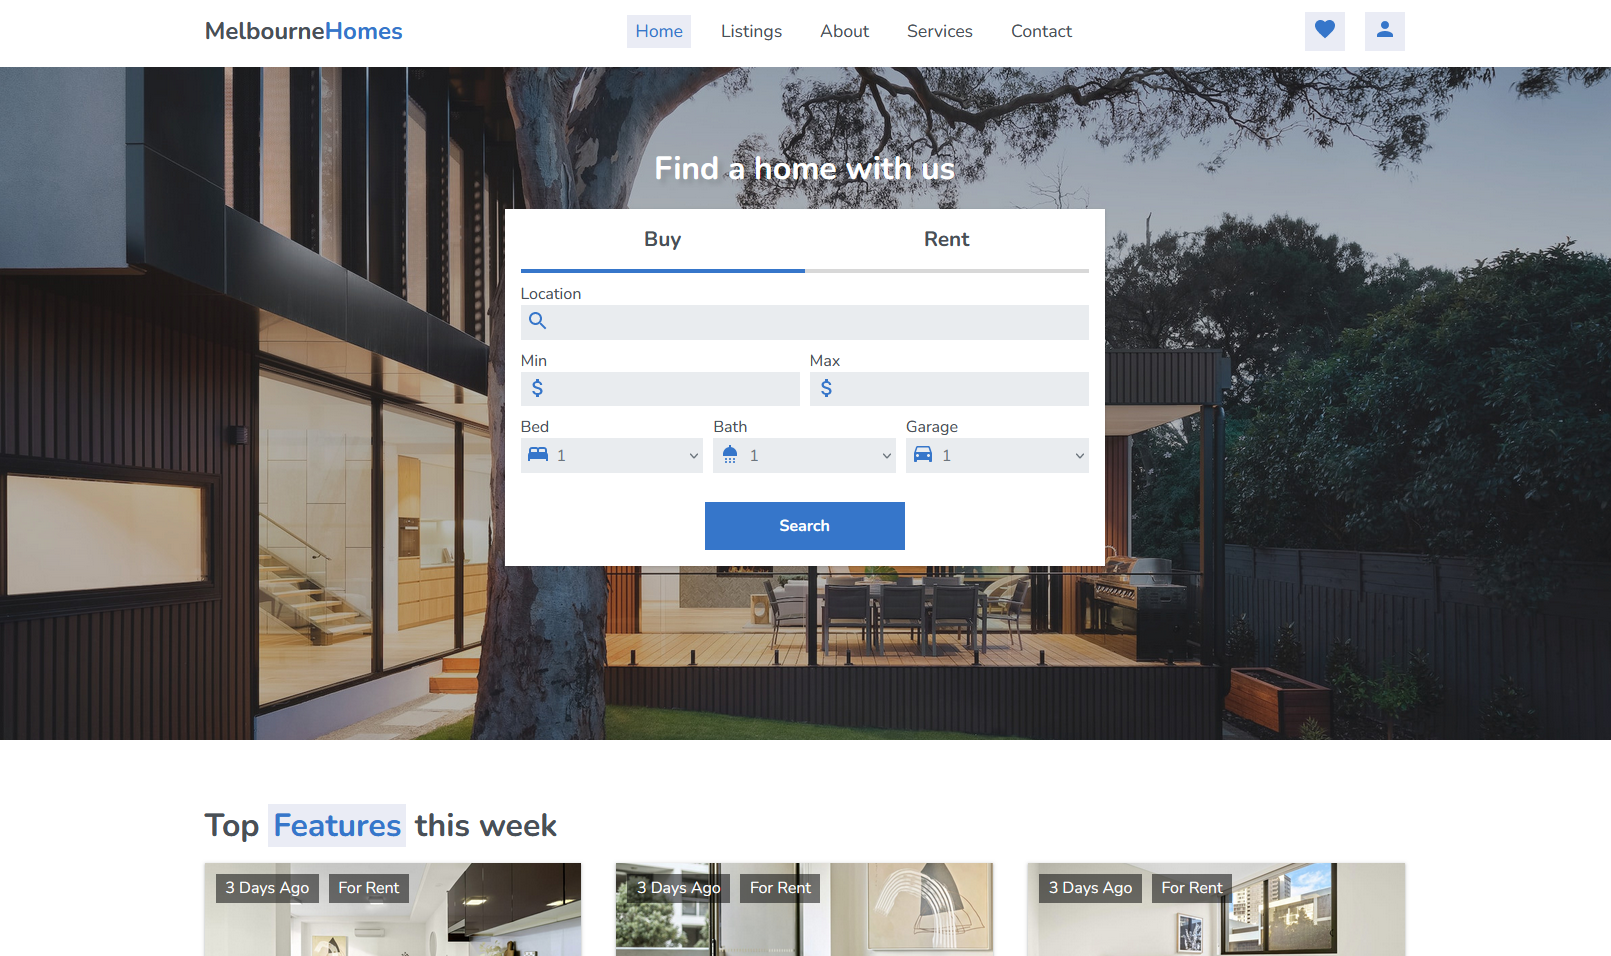 MelbourneHomes
Home Listings About Services Contact
Find a home with us
Buy Rent
Location
Min Max
$ $
Bed Bath Garage
1 1 1
Search
Top Features this week
3 Days Ago For Rent 3 Days Ago For Rent 3 Days Ago For Rent